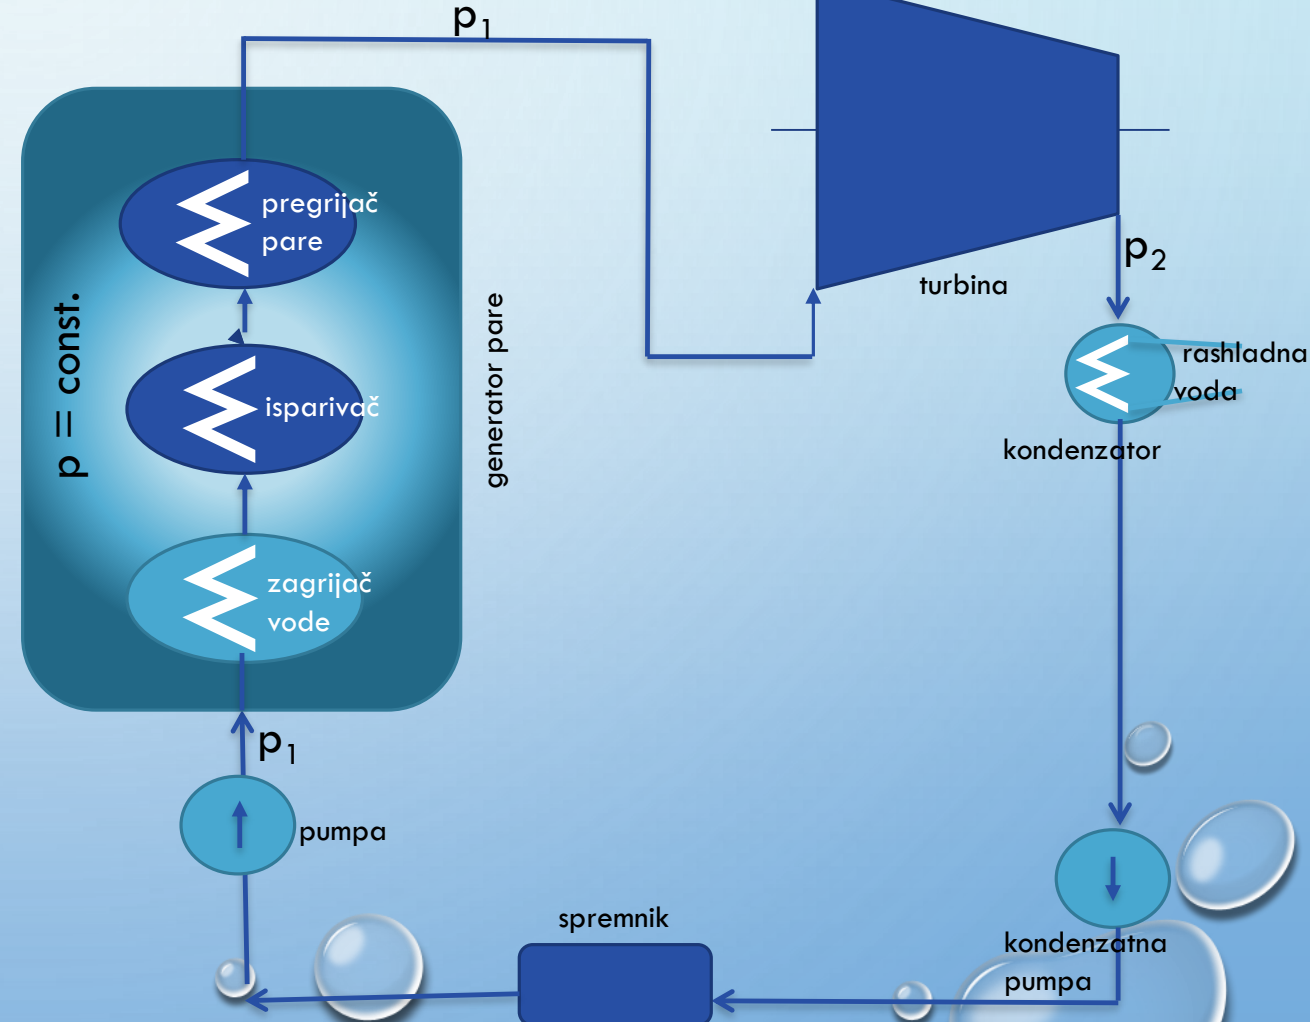 p1
pregrijač
pare
p = const.
generator pare
isparivač
zagrijač
vode
p1
pumpa
turbina
p2
rashladna
voda
kondenzator
spremnik
kondenzatna
pumpa